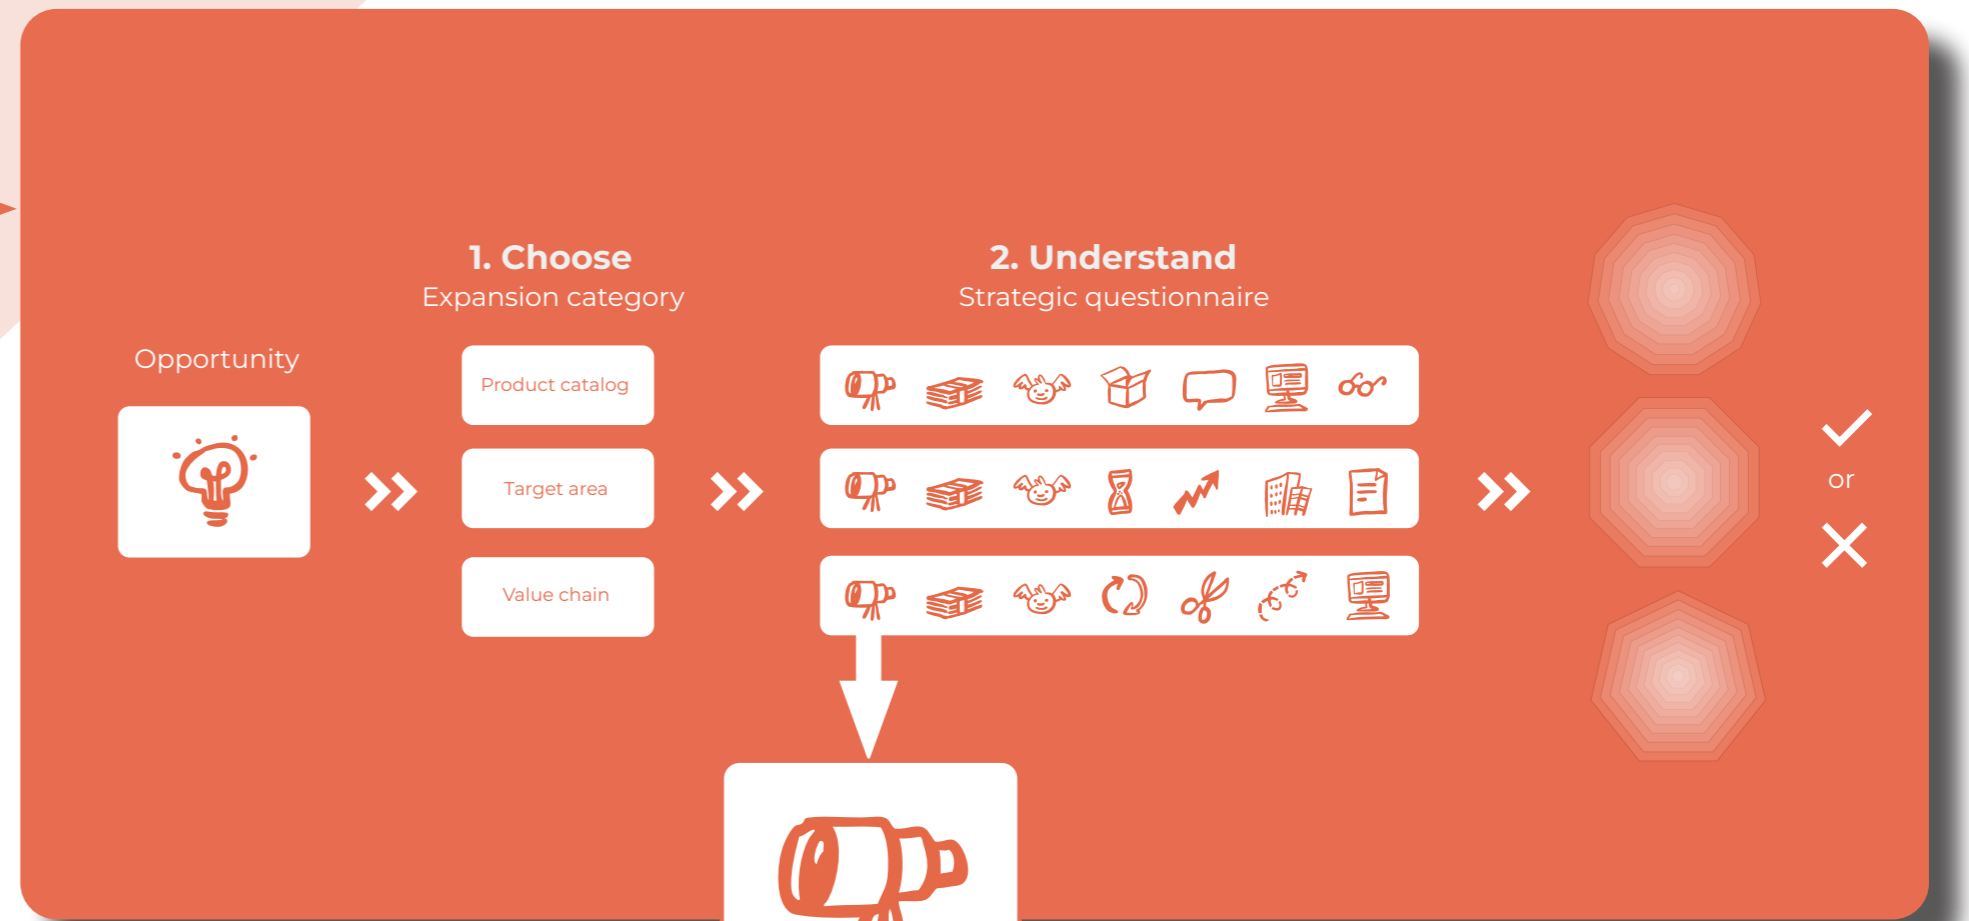 1. Choose
Expansion category
2. Understand
Strategic questionnaire
Opportunity
Product catalog
Target area
Value chain
or